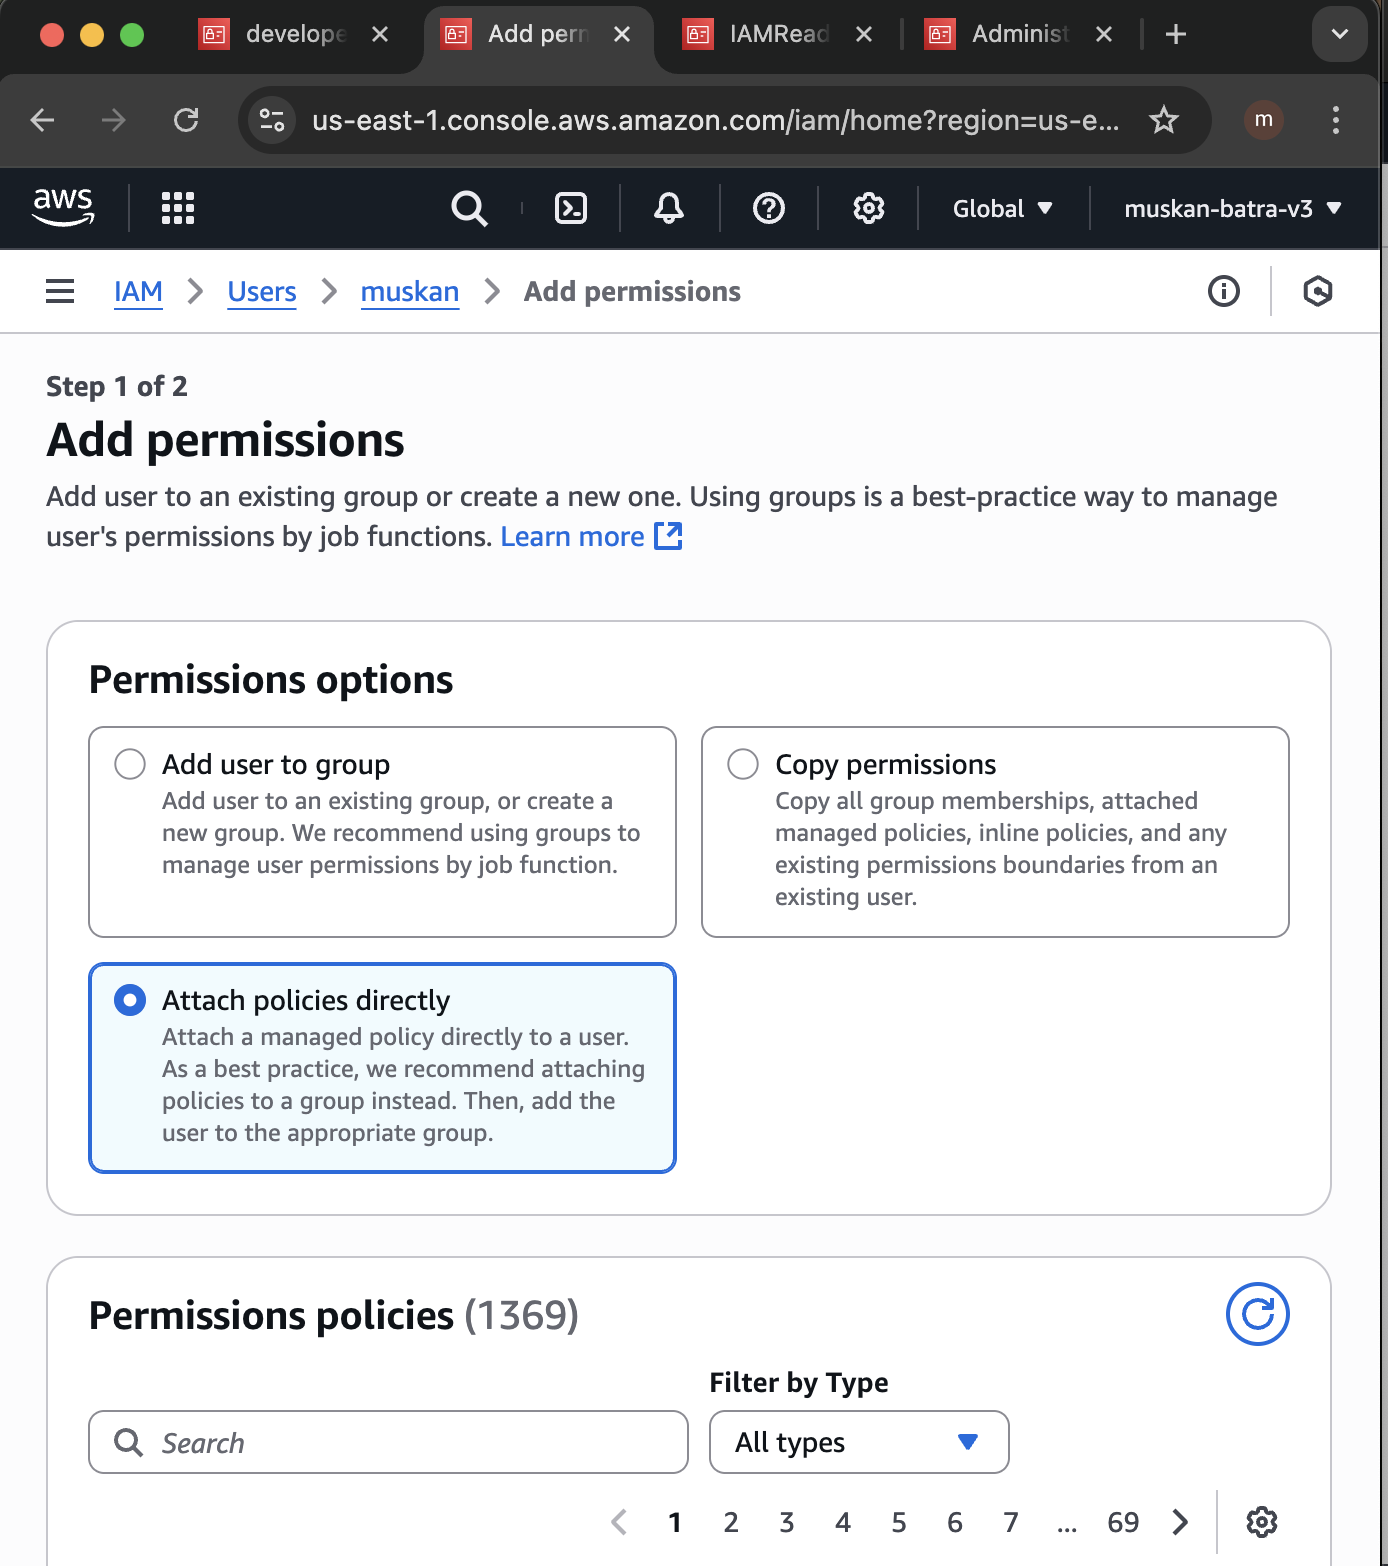 develope
Add perm
IAMRead
Administ
us-east-1.console.aws.amazon.com/iam/home?region=us-e...
m
aws
Global
muskan-batra-v3
IAM
Users
muskan
Add permissions
Step 1 of 2
Add permissions
Add user to an existing group or create a new one. Using groups is a best-practice way to manage
user's permissions by job functions. Learn more
Permissions options
Add user to group
Add user to an existing group, or create a
new group. We recommend using groups to
manage user permissions by job function.
Copy permissions
Copy all group memberships, attached
managed policies, inline policies, and any
existing permissions boundaries from an
existing user.
Attach policies directly
Attach a managed policy directly to a user.
As a best practice, we recommend attaching
policies to a group instead. Then, add the
user to the appropriate group.
Permissions policies (1369)
Filter by Type
Search
All types
1 2 3 4 5 6 7 ... 69